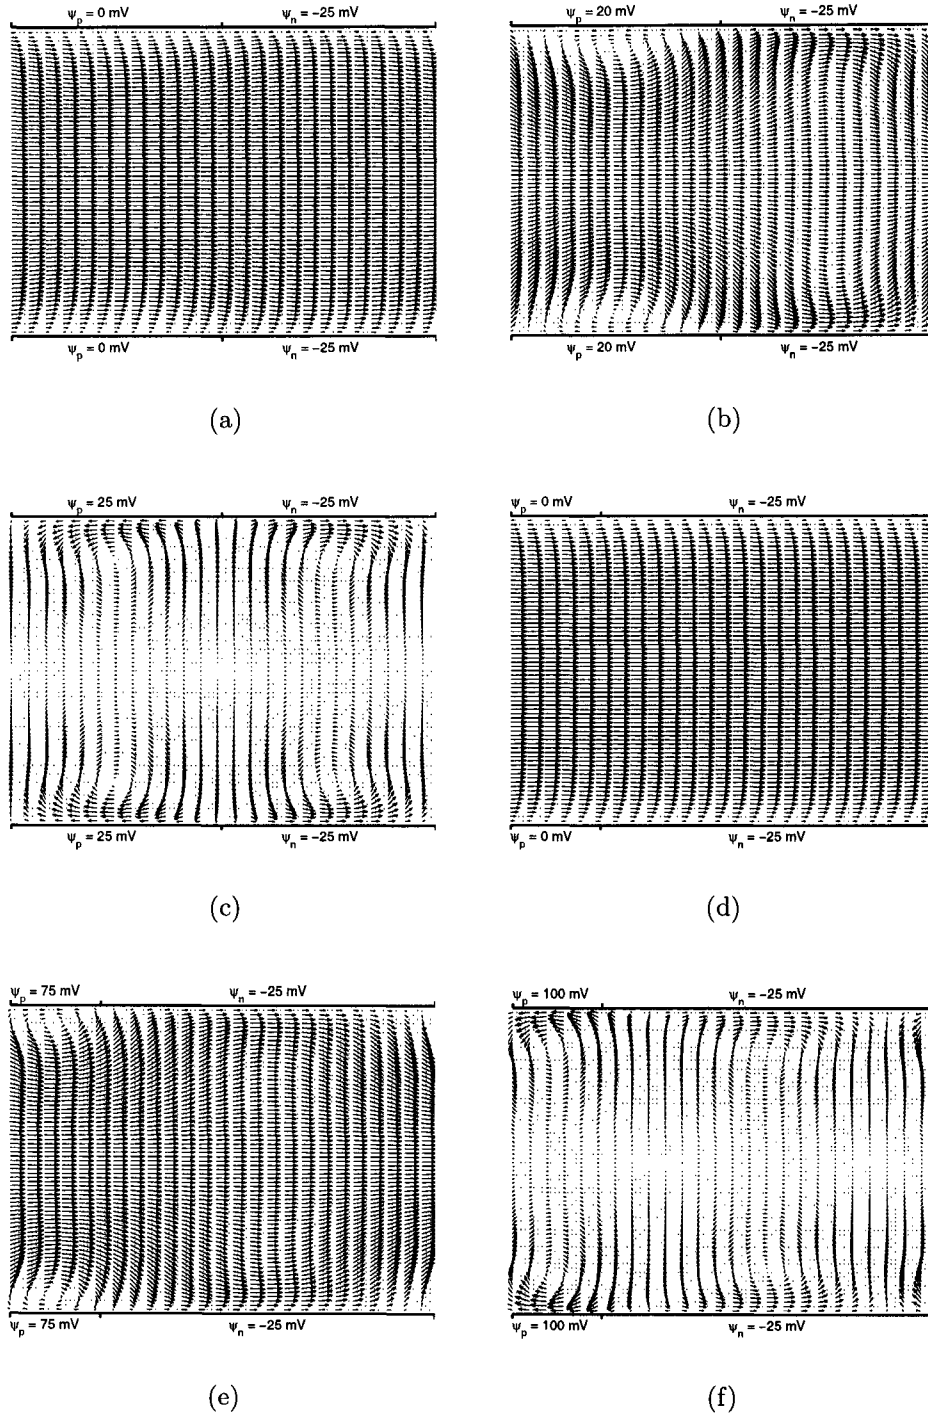 ψp = 0 mV ψn = -25 mV
ψp = 0 mV ψn = -25 mV
(a)
ψp = 20 mV ψn = -25 mV
ψp = 20 mV ψn = -25 mV
(b)
ψp = 25 mV ψn = -25 mV
ψp = 25 mV ψn = -25 mV
(c)
ψp = 0 mV ψn = -25 mV
ψp = 0 mV ψn = -25 mV
(d)
ψp = 75 mV ψn = -25 mV
ψp = 75 mV ψn = -25 mV
(e)
ψp = 100 mV ψn = -25 mV
ψp = 100 mV ψn = -25 mV
(f)